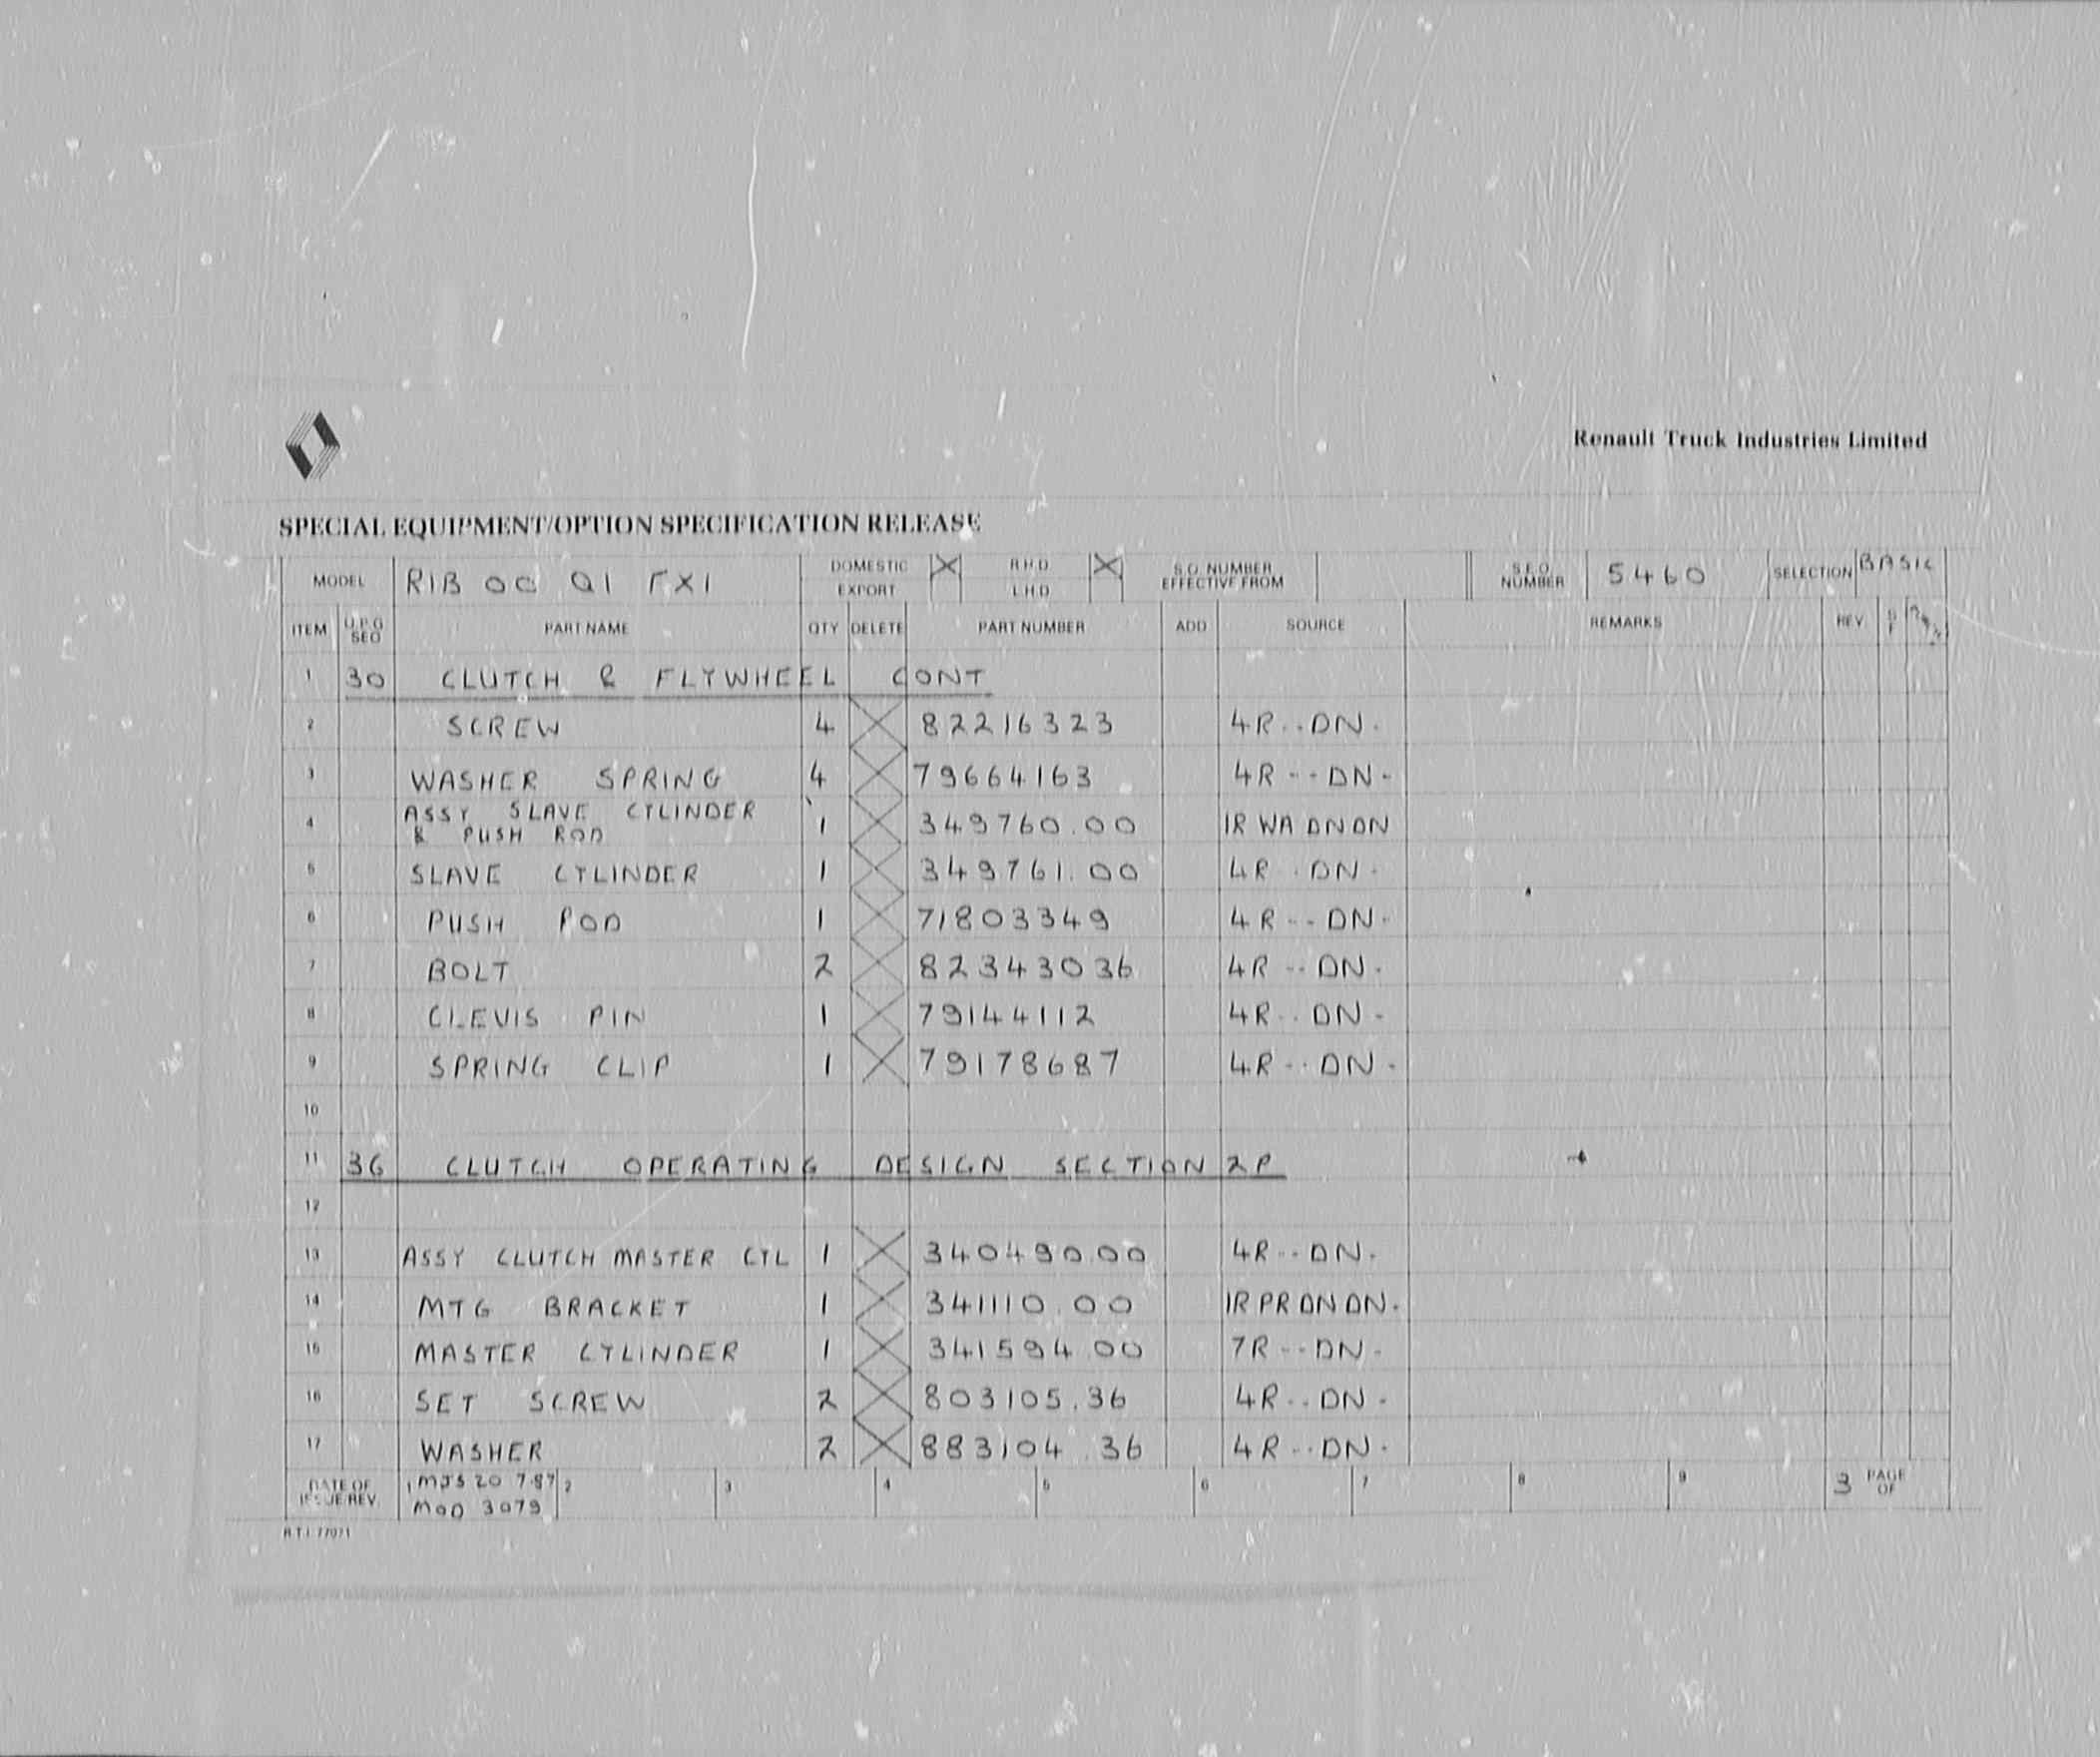 Renault Truck Industries Limited
SPECIAL EQUIPMENT/OPTION SPECIFICATION RELEASE
MODEL R1B 00 Q1 FX1 DOMESTIC X R.H.D X S.O. NUMBER S.E.O. 5460 SELECTION BASIC
EXPORT L.H.D EFFECTIVE FROM NUMBER
ITEM U.P.G SEQ PART NAME QTY DELETE PART NUMBER ADD SOURCE REMARKS REV
1 30 CLUTCH & FLYWHEEL CONT
2 SCREW 4 X 82216323 4R--DN-
3 WASHER SPRING 4 X 79664163 4R--DN-
4 ASSY SLAVE CYLINDER
& PUSH ROD 1 X 349760.00 1R WA DN DN
5 SLAVE CYLINDER 1 X 349761.00 4R--DN-
6 PUSH ROD 1 X 71803349 4R--DN-
7 BOLT 2 X 82343036 4R--DN-
8 CLEVIS PIN 1 X 79144112 4R--DN-
9 SPRING CLIP 1 X 79178687 4R--DN-
10
11 36 CLUTCH OPERATING DESIGN SECTION 2P
12
13 ASSY CLUTCH MASTER CYL 1 X 340490.00 4R--DN-
14 MTG BRACKET 1 X 341110.00 1R PR DN DN-
15 MASTER CYLINDER 1 X 341594.00 7R--DN-
16 SET SCREW 2 X 803105.36 4R--DN-
17 WASHER 2 X 883104.36 4R--DN-
DATE OF 1 MJS 20 7.87 2 3 4 5 6 7 8 9 3 PAGE
ISSUE/REV. MOD 3079 OF
R.T.I. 77071